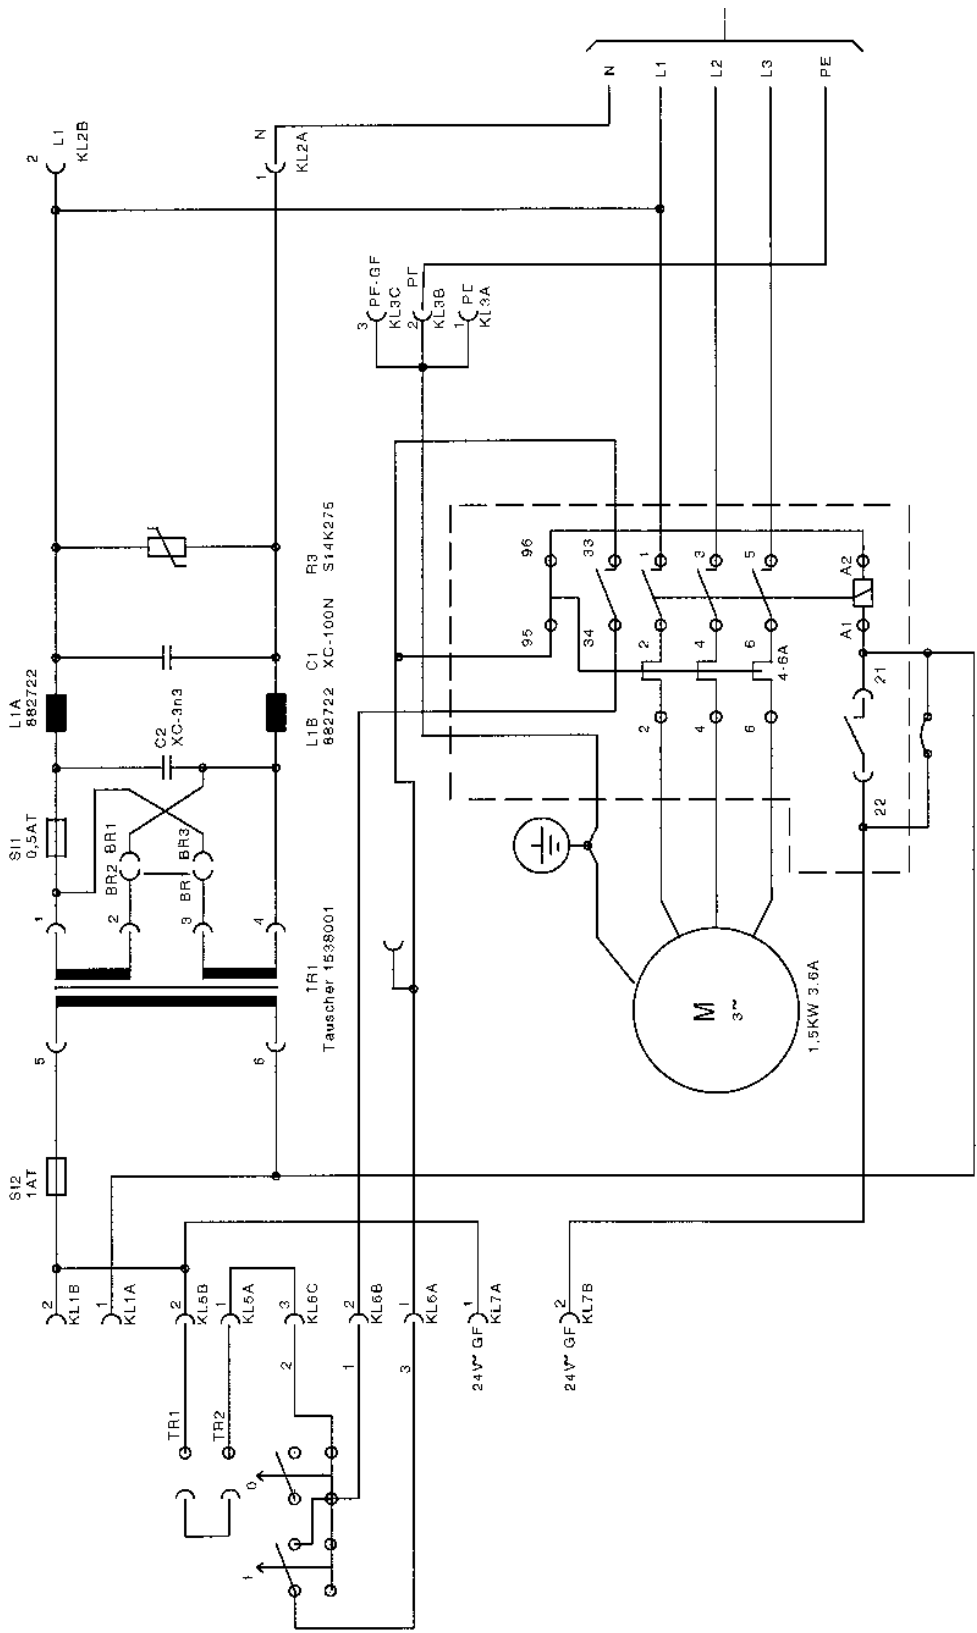 N
L1
L2
L3
PE
2
L1
KL2B
N
1
KL2A
3
PE-GF
KL3C
2
PE
KL3B
1
PE
KL3A
R3
S14K275
C1
XC-100N
L1A
882722
C2
XC-3n3
L1B
882722
SI1
0,5AT
BR2
BR1
BR
BR3
1
2
3
4
TR1
Tauscher 1538001
5
6
SI2
1AT
96
33
1
3
5
A2
95
34
2
4
6
A1
4-6A
2
4
6
21
22
M
3~
1,5KW 3.6A
2
KL1B
1
KL1A
2
KL5B
1
KL5A
3
KL6C
2
KL6B
1
KL6A
1
KL7A
24V~ GF
2
KL7B
24V~ GF
2
1
3
TR1
TR2
0
1